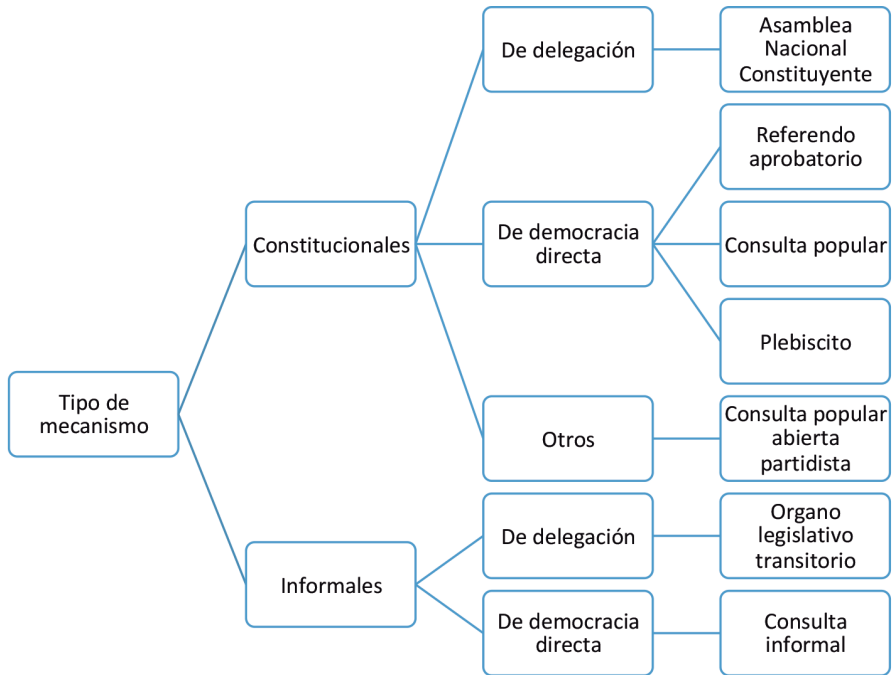 Tipo de
mecanismo
Constitucionales
De delegación
Asamblea
Nacional
Constituyente
De democracia
directa
Referendo
aprobatorio
Consulta popular
Plebiscito
Otros
Consulta popular
abierta
partidista
Informales
De delegación
Organo
legislativo
transitorio
De democracia
directa
Consulta
informal